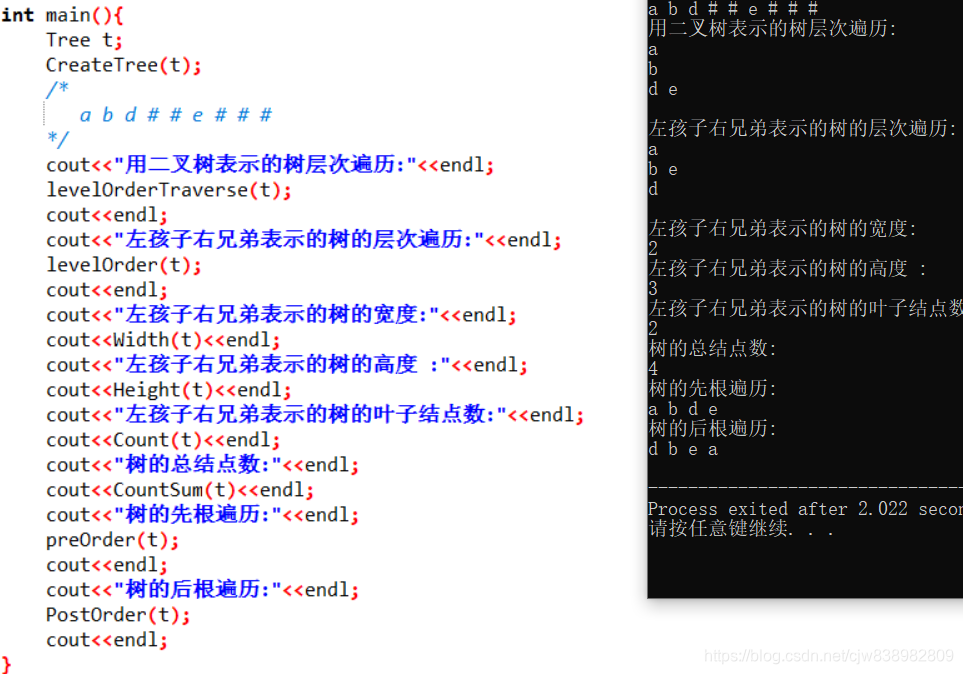 int main(){
Tree t;
CreateTree(t);
/*
a b d # # e # # #
*/
cout<<"用二叉树表示的树层次遍历:"<<endl;
levelOrderTraverse(t);
cout<<endl;
cout<<"左孩子右兄弟表示的树的层次遍历:"<<endl;
levelOrder(t);
cout<<endl;
cout<<"左孩子右兄弟表示的树的宽度:"<<endl;
cout<<Width(t)<<endl;
cout<<"左孩子右兄弟表示的树的高度 :"<<endl;
cout<<Height(t)<<endl;
cout<<"左孩子右兄弟表示的树的叶子结点数:"<<endl;
cout<<Count(t)<<endl;
cout<<"树的总结点数:"<<endl;
cout<<CountSum(t)<<endl;
cout<<"树的先根遍历:"<<endl;
preOrder(t);
cout<<endl;
cout<<"树的后根遍历:"<<endl;
PostOrder(t);
cout<<endl;
}
a b d # # e # # #
用二叉树表示的树层次遍历:
a
b
d e
左孩子右兄弟表示的树的层次遍历:
a
b e
d
左孩子右兄弟表示的树的宽度:
2
左孩子右兄弟表示的树的高度 :
3
左孩子右兄弟表示的树的叶子结点数
2
树的总结点数:
4
树的先根遍历:
a b d e
树的后根遍历:
d b e a
--------------------------------
Process exited after 2.022 secon
请按任意键继续. . .
https://blog.csdn.net/cjw838982809